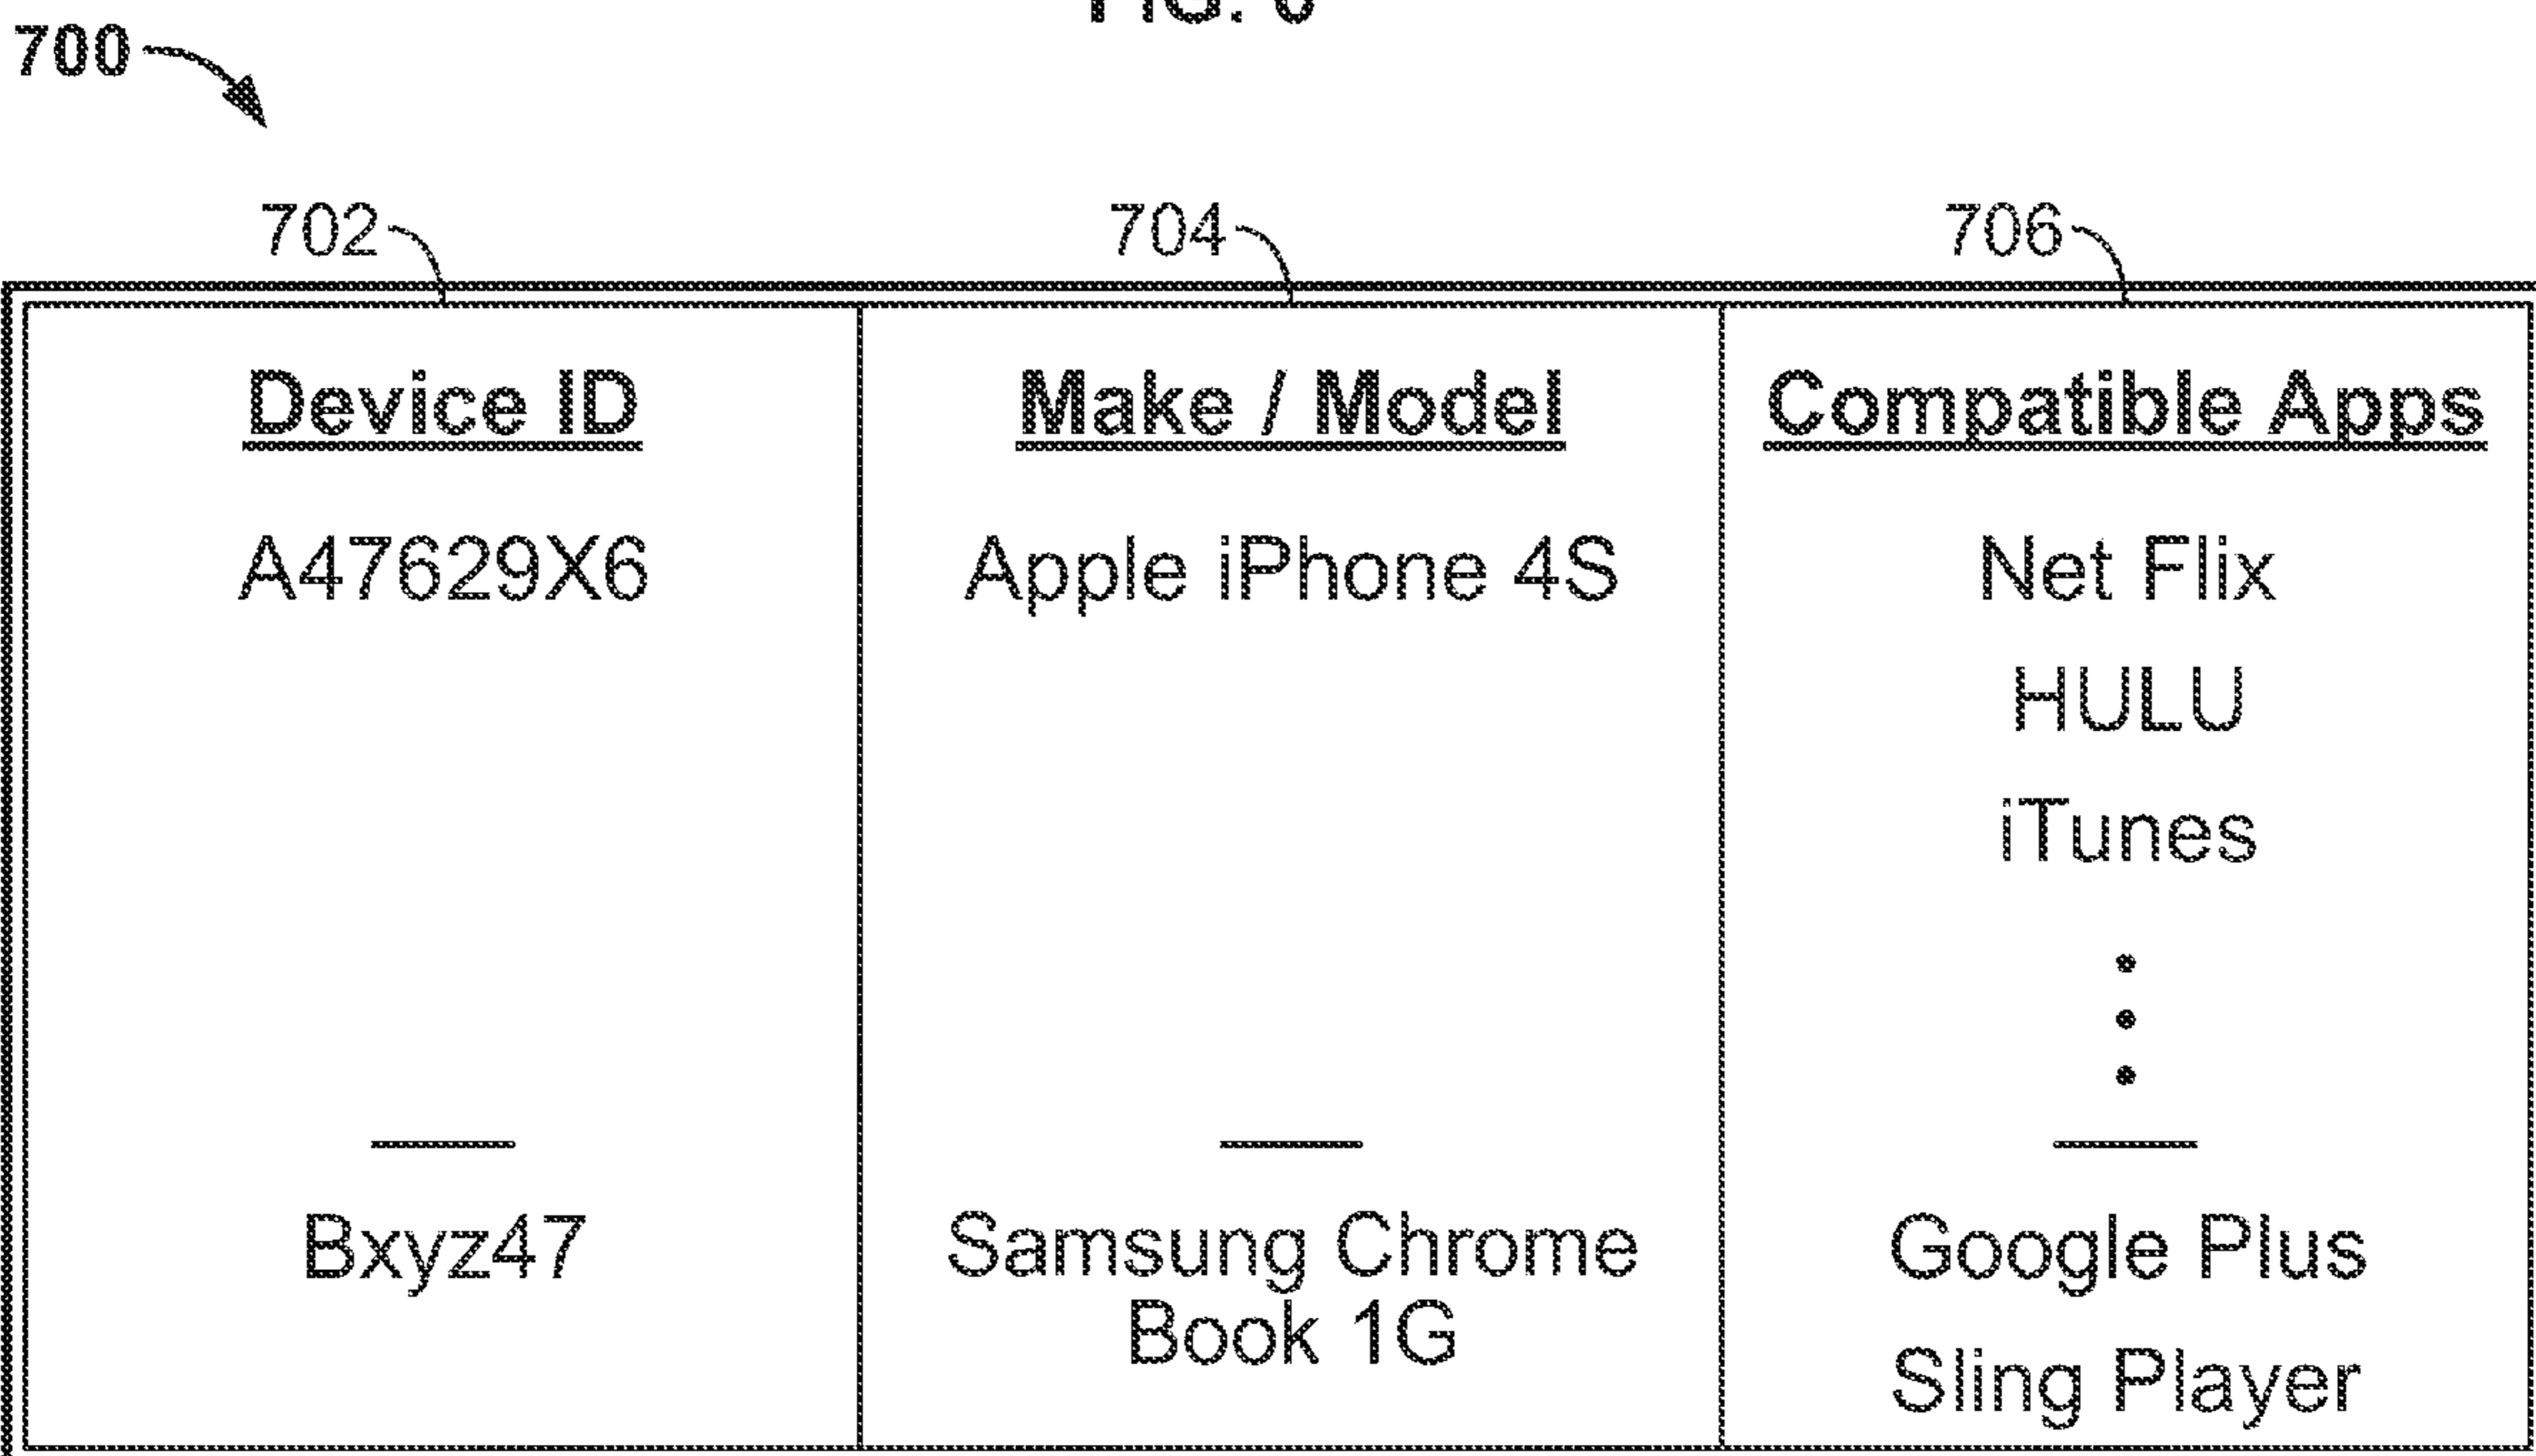 700
702 704 706
Device ID Make / Model Compatible Apps
A47629X6 Apple iPhone 4S Net Flix
HULU
iTunes
Bxyz47 Samsung Chrome Google Plus
Book 1G
Sling Player